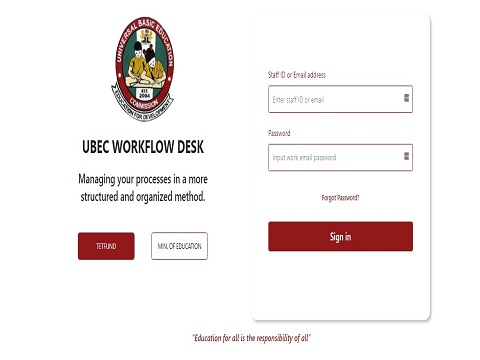 UNIVERSAL BASIC EDUCATION
EST.
2004
COMMISSION
EDUCATION FOR DEVELOPMENT
UBEC WORKFLOW DESK
Managing your processes in a more
structured and organized method.
TETFUND
MIN. OF EDUCATION
Staff ID or Email address
Enter staff ID or email
Password
Input work email password
Forgot Password?
Sign in
"Education for all is the responsibility of all"